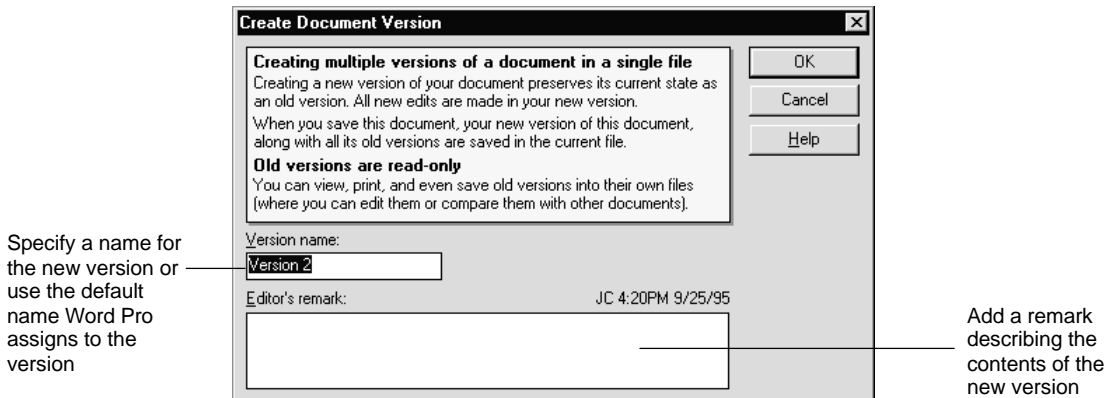 Create Document Version
Creating multiple versions of a document in a single file
Creating a new version of your document preserves its current state as
an old version. All new edits are made in your new version.
When you save this document, your new version of this document,
along with all its old versions are saved in the current file.
Old versions are read-only
You can view, print, and even save old versions into their own files
(where you can edit them or compare them with other documents).
OK
Cancel
Help
Version name:
Version 2
Editor's remark:
JC 4:20PM 9/25/95
Specify a name for
the new version or
use the default
name Word Pro
assigns to the
version
Add a remark
describing the
contents of the
new version